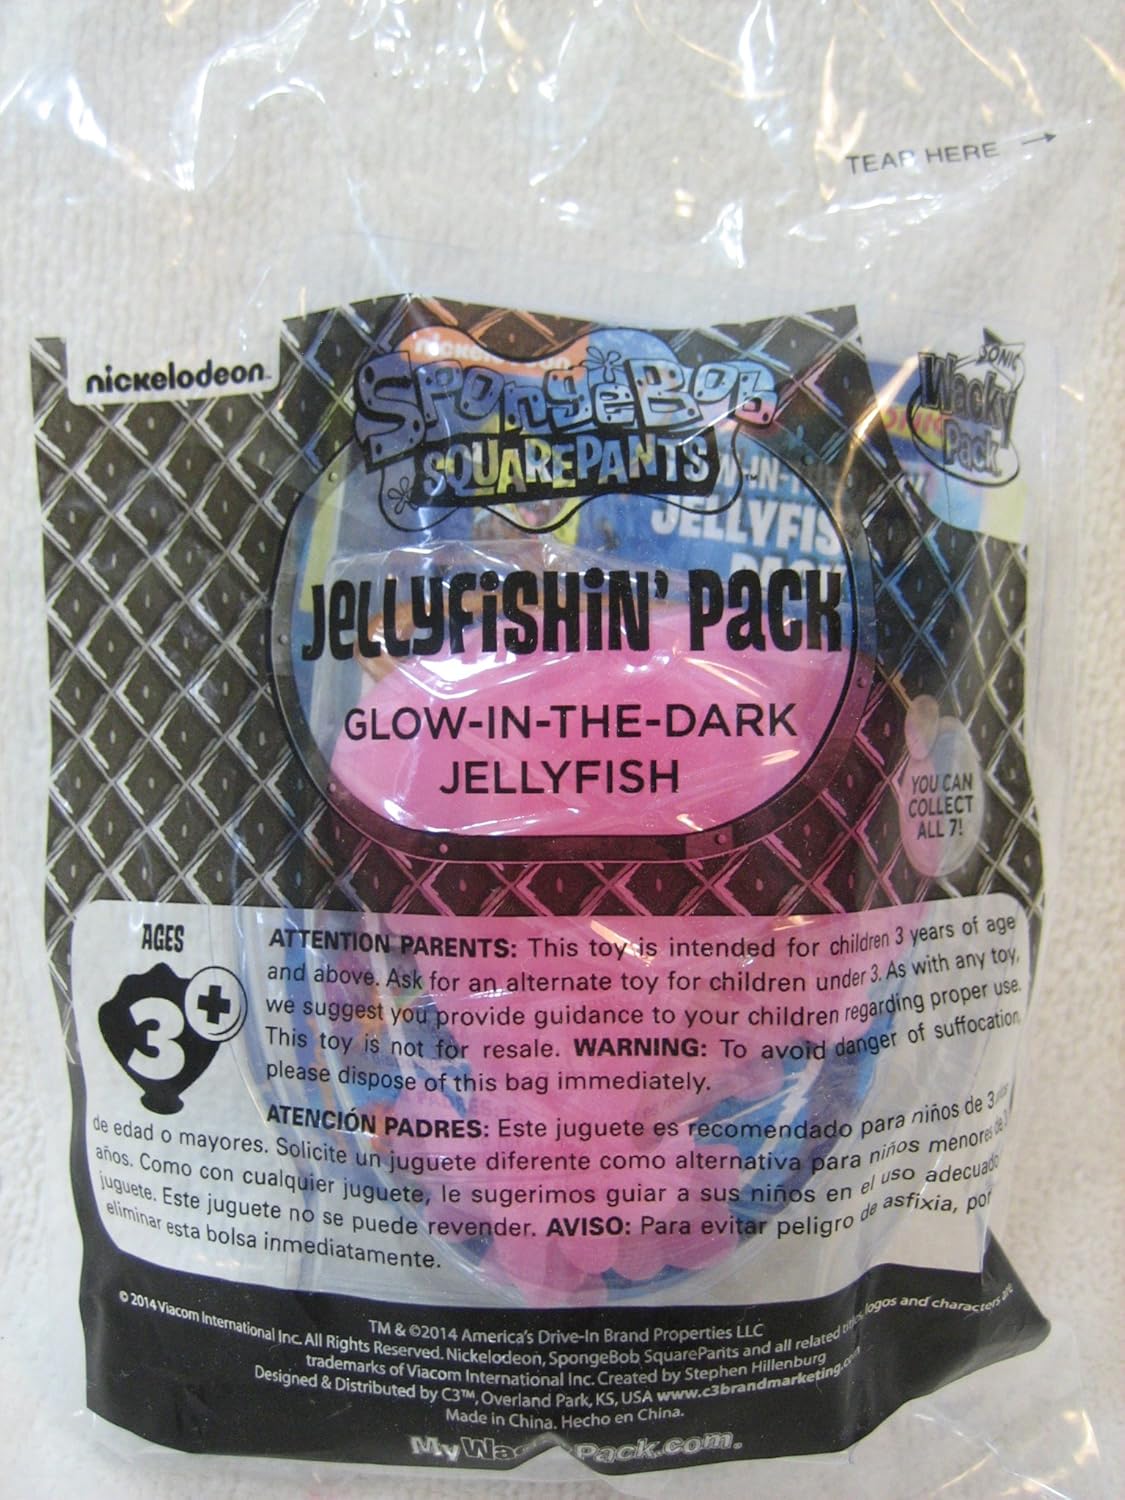 TEAR HERE
nickelodeon
SPONGEBOB
SQUAREPANTS
SONIC
Wacky
Pack
JELLYFIS
JELLYFISHIN' PACK
GLOW-IN-THE-DARK
JELLYFISH
YOU CAN
COLLECT
ALL 7!
AGES
3+
ATTENTION PARENTS: This toy is intended for children 3 years of age
and above. Ask for an alternate toy for children under 3. As with any toy,
we suggest you provide guidance to your children regarding proper use.
This toy is not for resale. WARNING: To avoid danger of suffocation,
please dispose of this bag immediately.
ATENCIÓN PADRES: Este juguete es recomendado para niños de 3
de edad o mayores. Solicite un juguete diferente como alternativa para niños menores de 3
años. Como con cualquier juguete, le sugerimos guiar a sus niños en el uso adecuado
juguete. Este juguete no se puede revender. AVISO: Para evitar peligro de asfixia, por
eliminar esta bolsa inmediatamente.
TM & ©2014 America's Drive-In Brand Properties LLC
© 2014 Viacom International Inc. All Rights Reserved. Nickelodeon, SpongeBob SquarePants and all related titles, logos and characters are
trademarks of Viacom International Inc. Created by Stephen Hillenburg
Designed & Distributed by C3™, Overland Park, KS, USA www.c3brandmarketing.com
Made in China. Hecho en China.
MyWackyPack.com.